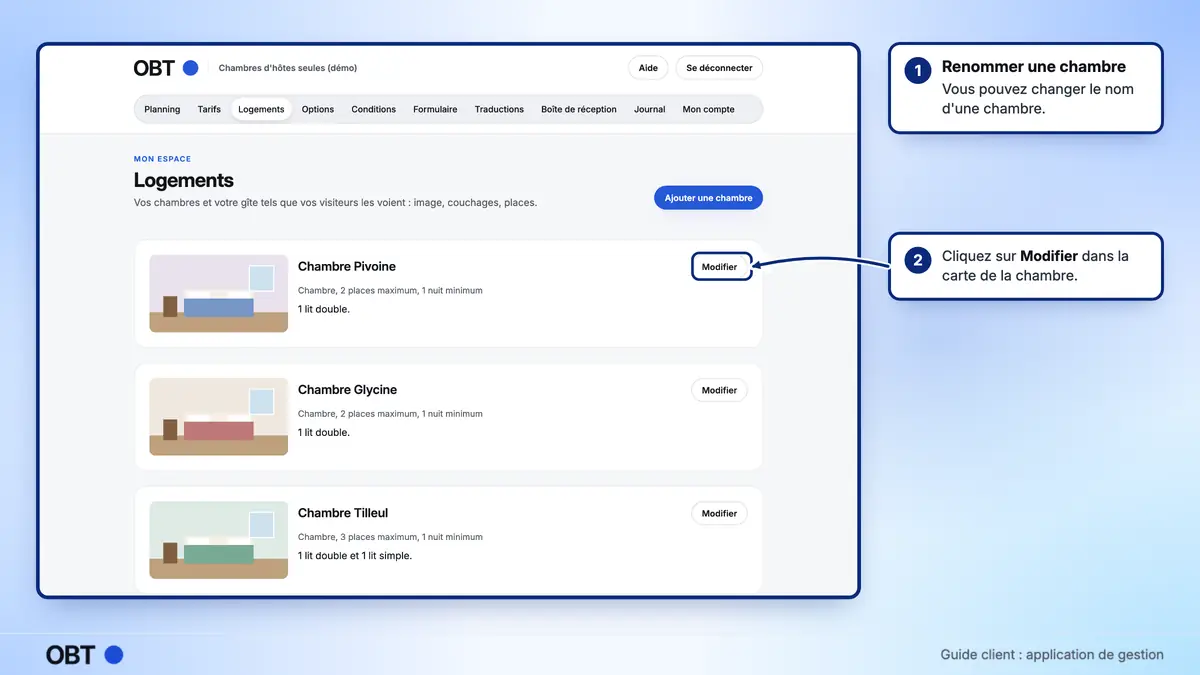 OBT
Chambres d'hôtes seules (démo)
Aide
Se déconnecter
Planning
Tarifs
Logements
Options
Conditions
Formulaire
Traductions
Boîte de réception
Journal
Mon compte
MON ESPACE
Logements
Vos chambres et votre gîte tels que vos visiteurs les voient : image, couchages, places.
Ajouter une chambre
Chambre Pivoine
Modifier
Chambre, 2 places maximum, 1 nuit minimum
1 lit double.
Chambre Glycine
Modifier
Chambre, 2 places maximum, 1 nuit minimum
1 lit double.
Chambre Tilleul
Modifier
Chambre, 3 places maximum, 1 nuit minimum
1 lit double et 1 lit simple.
1
Renommer une chambre
Vous pouvez changer le nom
d'une chambre.
2
Cliquez sur Modifier dans la
carte de la chambre.
OBT
Guide client : application de gestion